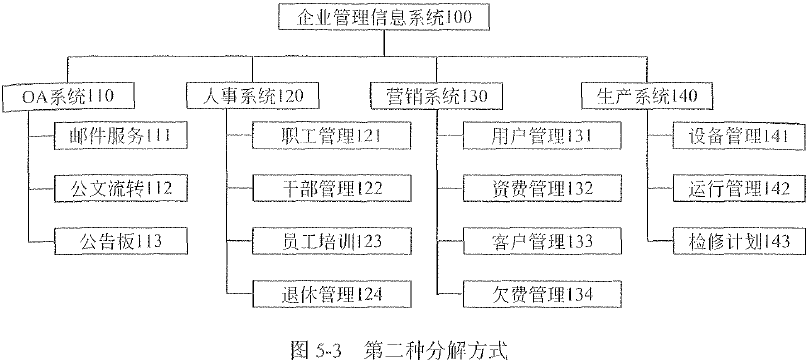 企业管理信息系统100
OA系统110
人事系统120
营销系统130
生产系统140
邮件服务111
职工管理121
用户管理131
设备管理141
公文流转112
干部管理122
资费管理132
运行管理142
公告板113
员工培训123
客户管理133
检修计划143
退休管理124
欠费管理134
图 5-3 第二种分解方式